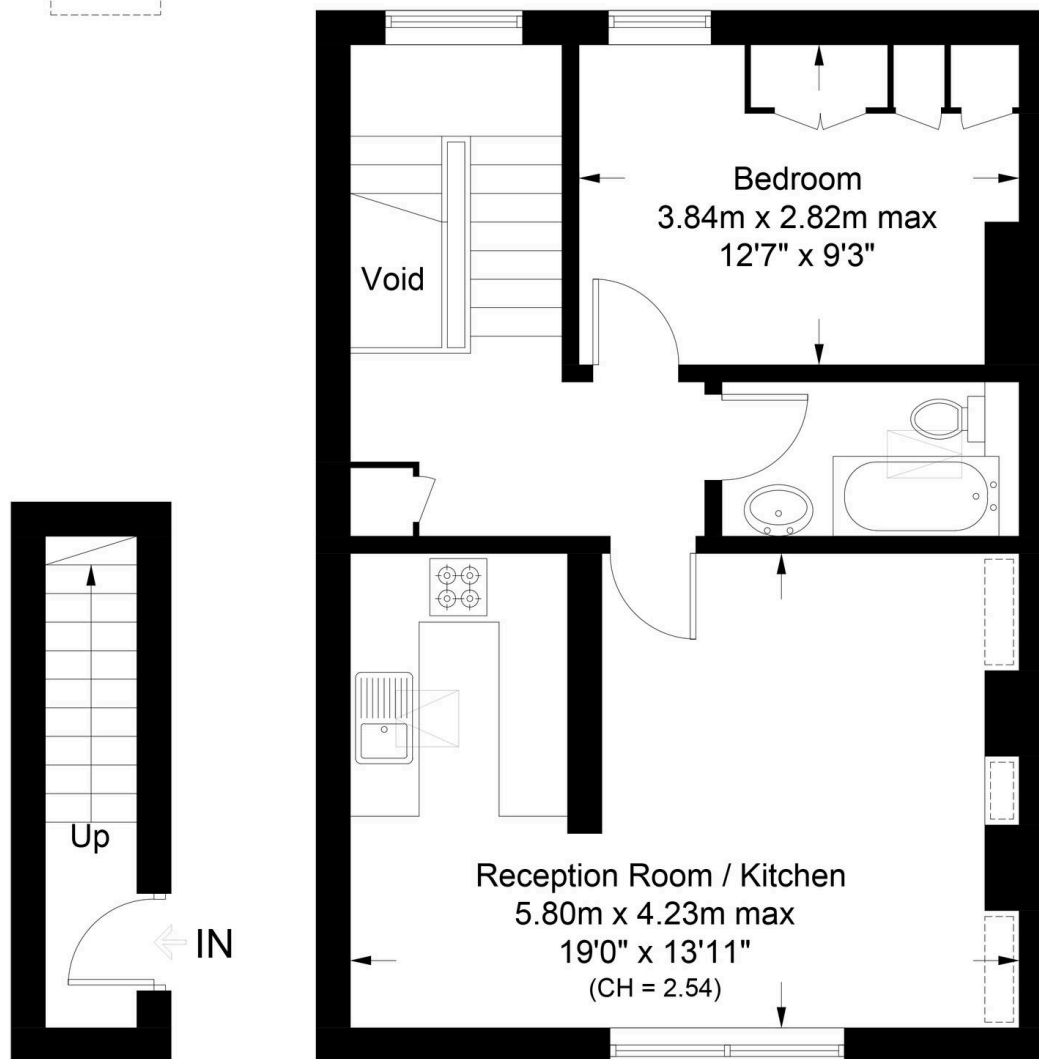 Bedroom
3.84m x 2.82m max
12'7" x 9'3"
Void
Up
IN
Reception Room / Kitchen
5.80m x 4.23m max
19'0" x 13'11"
(CH = 2.54)